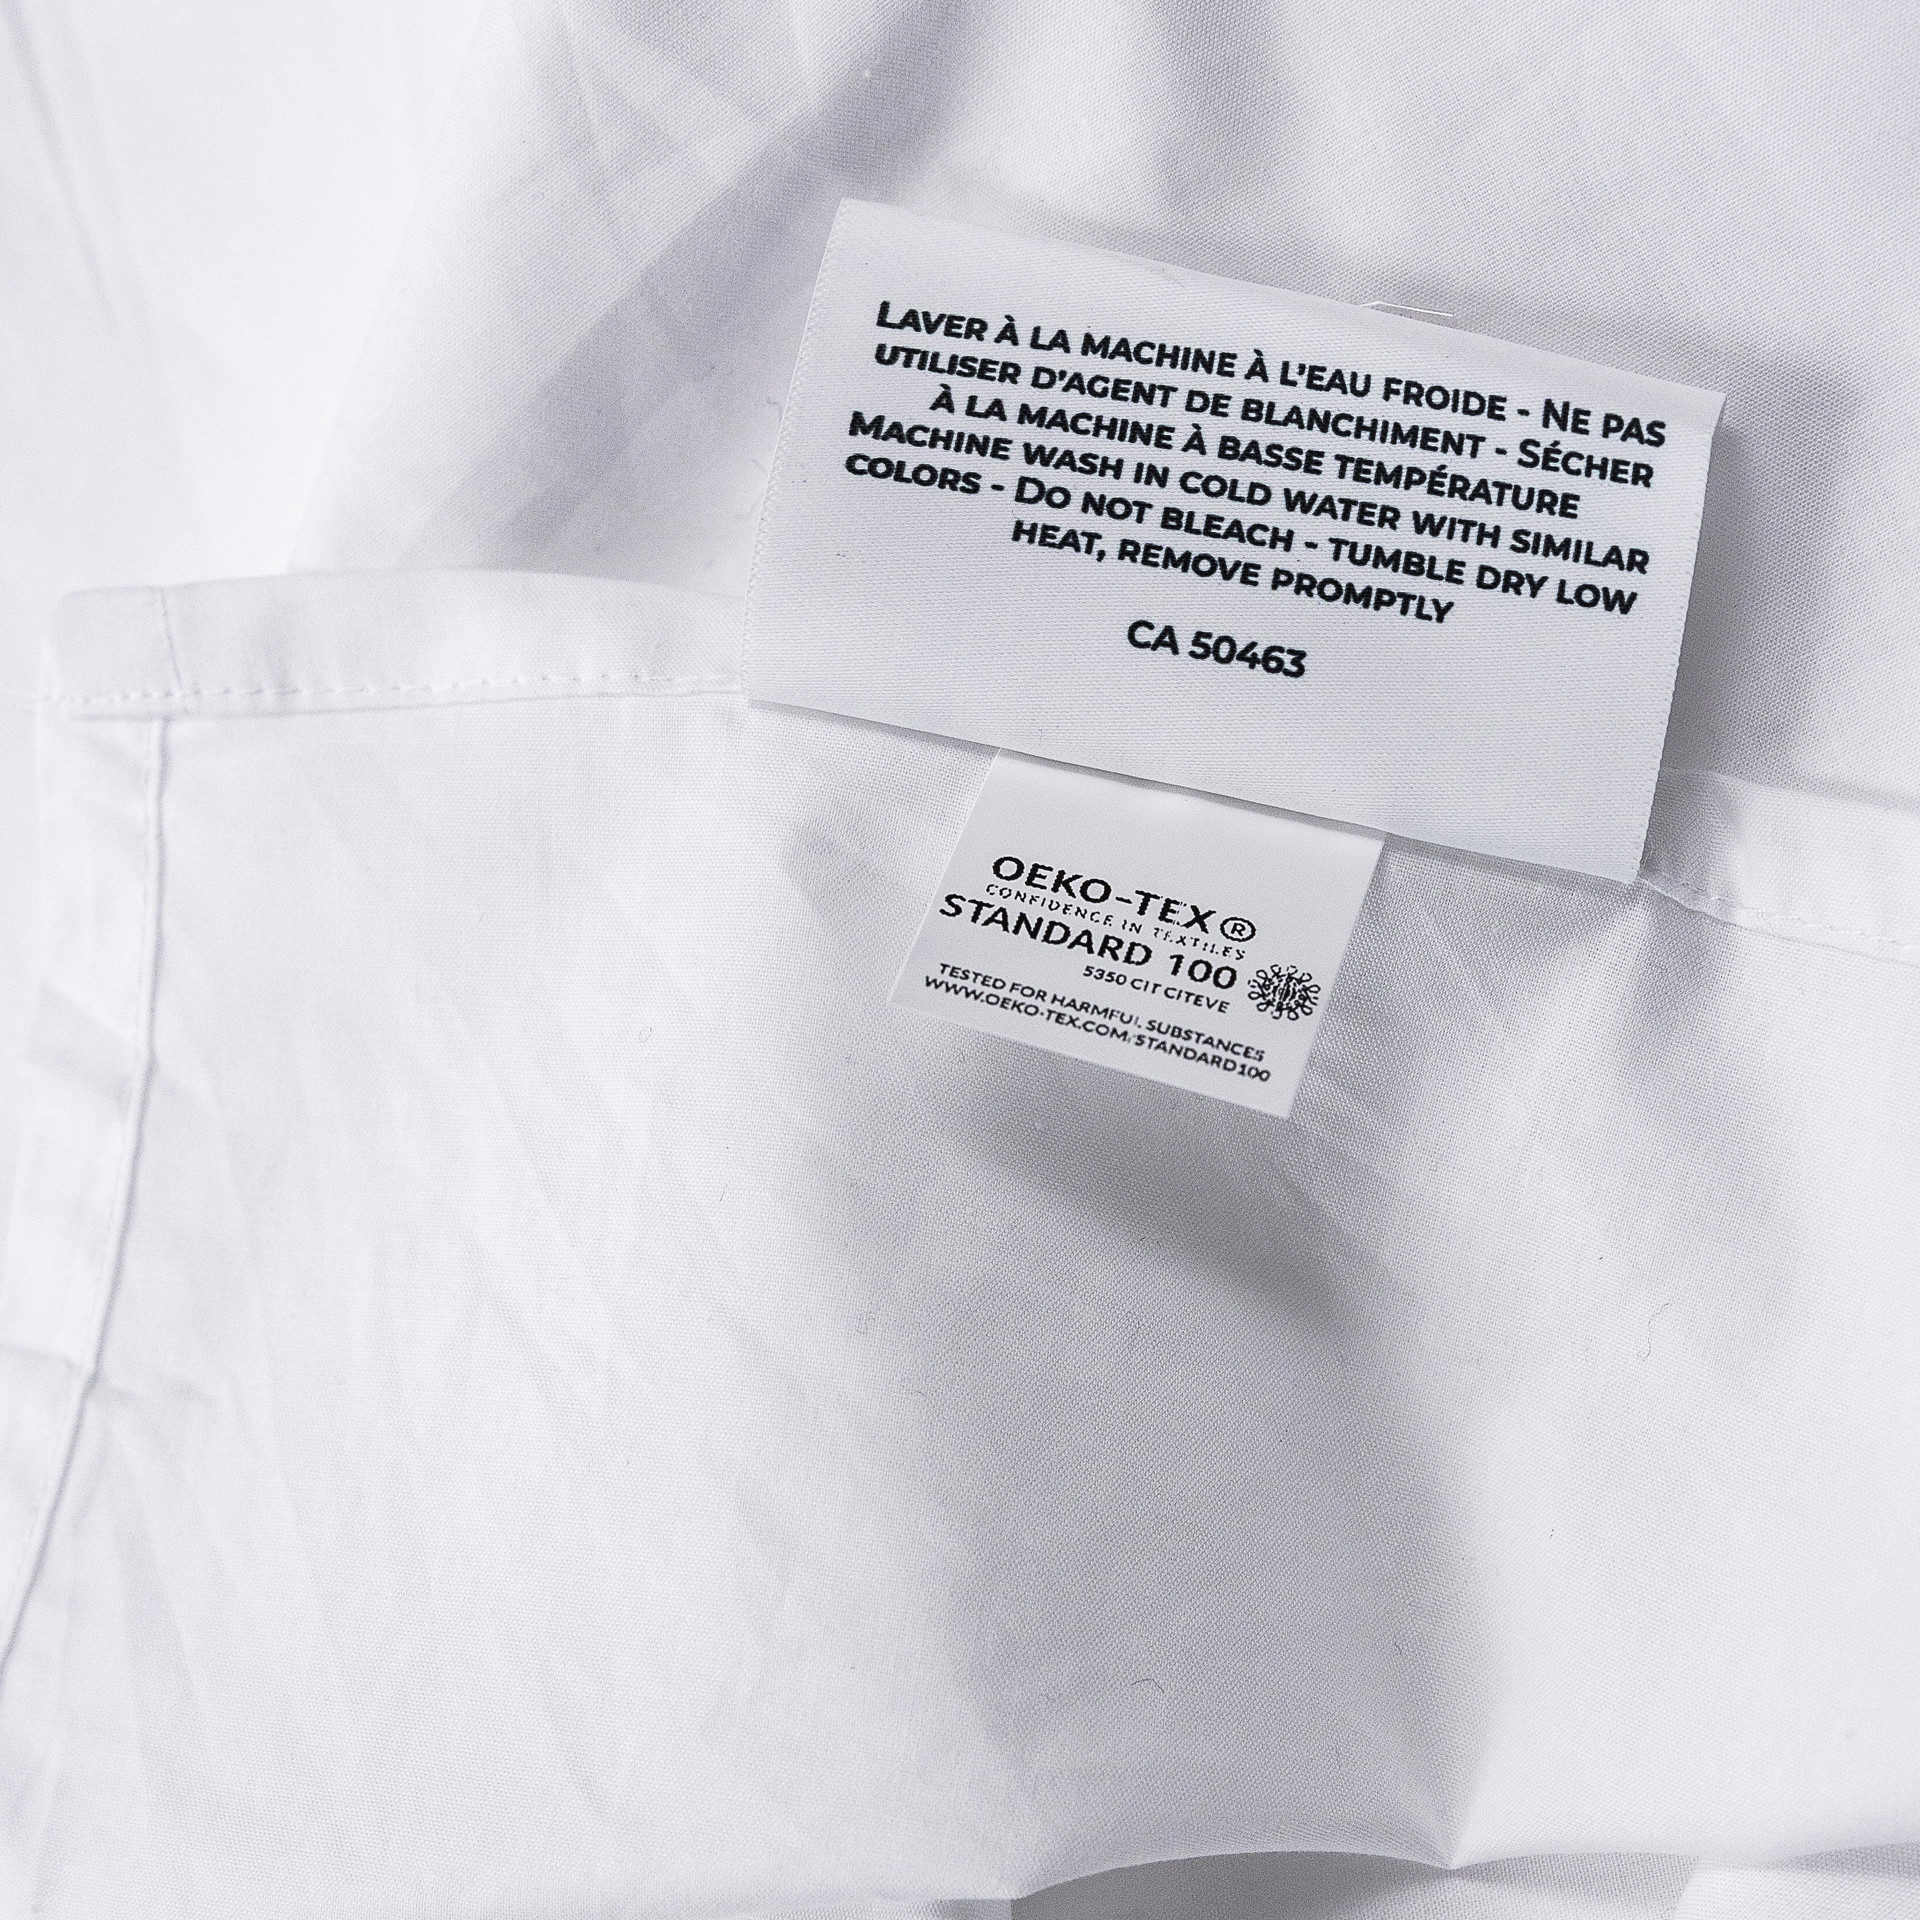 LAVER À LA MACHINE À L'EAU FROIDE - NE PAS
UTILISER D'AGENT DE BLANCHIMENT - SÉCHER
À LA MACHINE À BASSE TEMPÉRATURE
MACHINE WASH IN COLD WATER WITH SIMILAR
COLORS - DO NOT BLEACH - TUMBLE DRY LOW
HEAT, REMOVE PROMPTLY
CA 50463
OEKO-TEX®
CONFIDENCE IN TEXTILES
STANDARD 100
5350 CIT CITEVE
TESTED FOR HARMFUL SUBSTANCES
WWW.OEKO-TEX.COM/STANDARD100